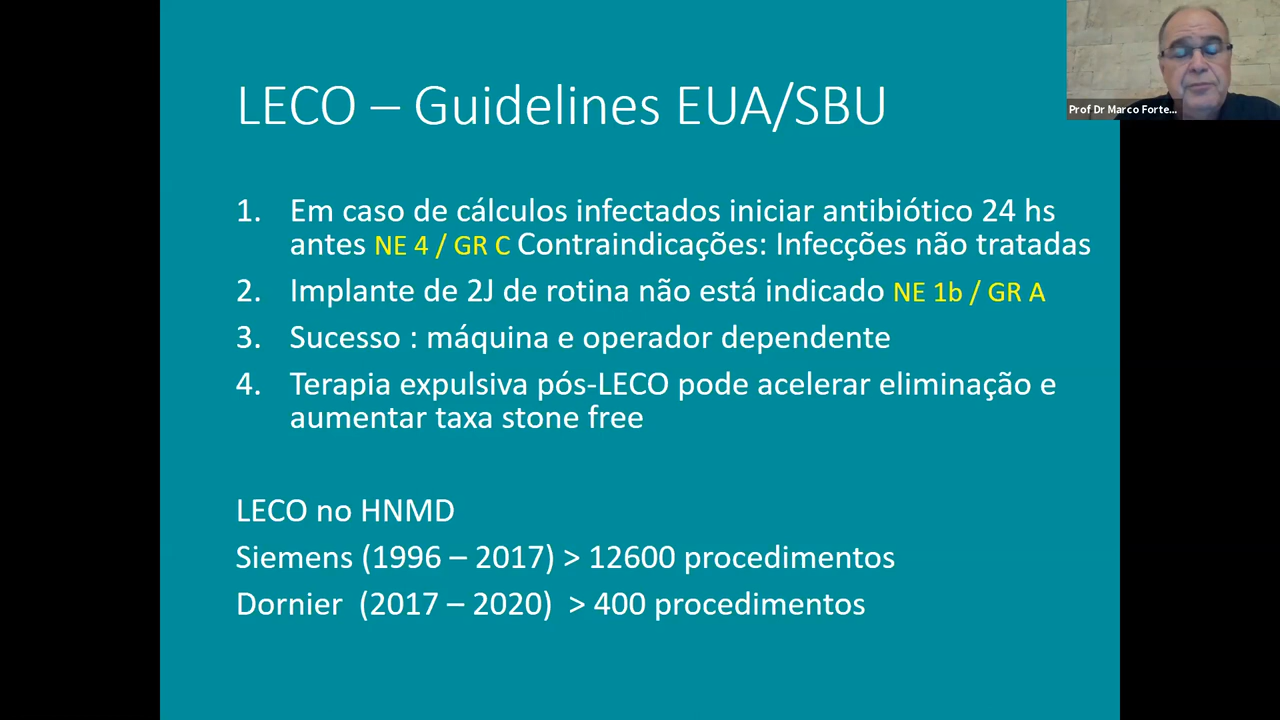 LECO – Guidelines EUA/SBU
Prof Dr Marco Forte...
1. Em caso de cálculos infectados iniciar antibiótico 24 hs
antes NE 4 / GR C Contraindicações: Infecções não tratadas
2. Implante de 2J de rotina não está indicado NE 1b / GR A
3. Sucesso : máquina e operador dependente
4. Terapia expulsiva pós-LECO pode acelerar eliminação e
aumentar taxa stone free
LECO no HNMD
Siemens (1996 – 2017) > 12600 procedimentos
Dornier (2017 – 2020) > 400 procedimentos